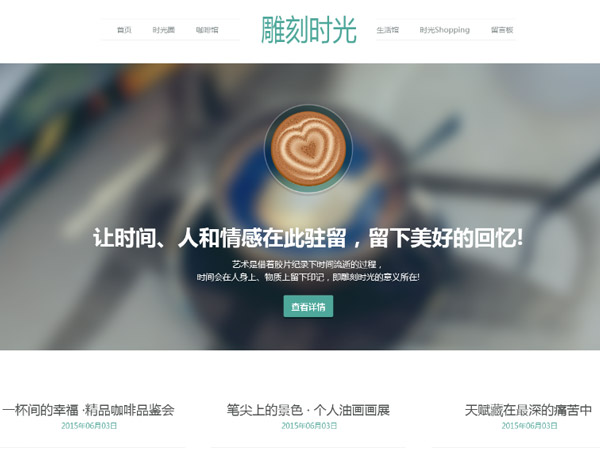 首页 时光圈 咖啡馆 雕刻时光 生活馆 时光Shopping 留言板
让时间、人和情感在此驻留，留下美好的回忆!
艺术是借着胶片纪录下时间流逝的过程，
时间会在人身上、物质上留下印记，即雕刻时光的意义所在!
查看详情
一杯间的幸福 ·精品咖啡品鉴会 笔尖上的景色 · 个人油画画展 天赋藏在最深的痛苦中
2015年06月03日 2015年06月03日 2015年06月03日